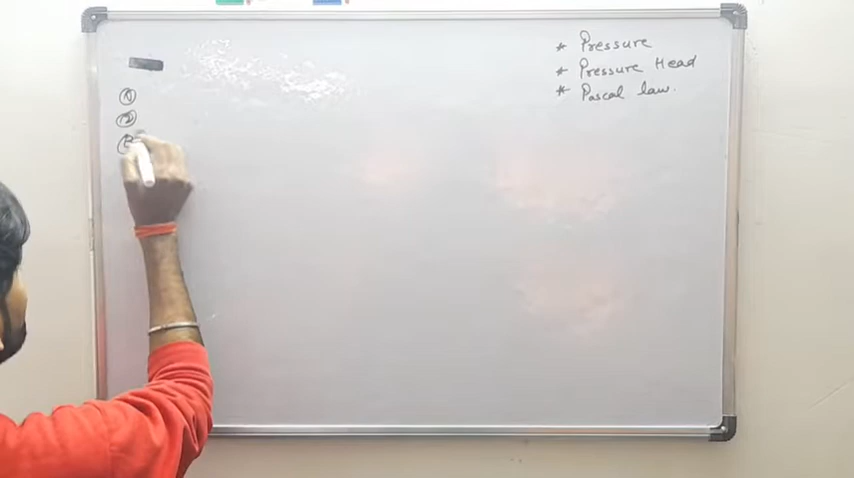 * Pressure
* Pressure Head
* Pascal law.
①
②